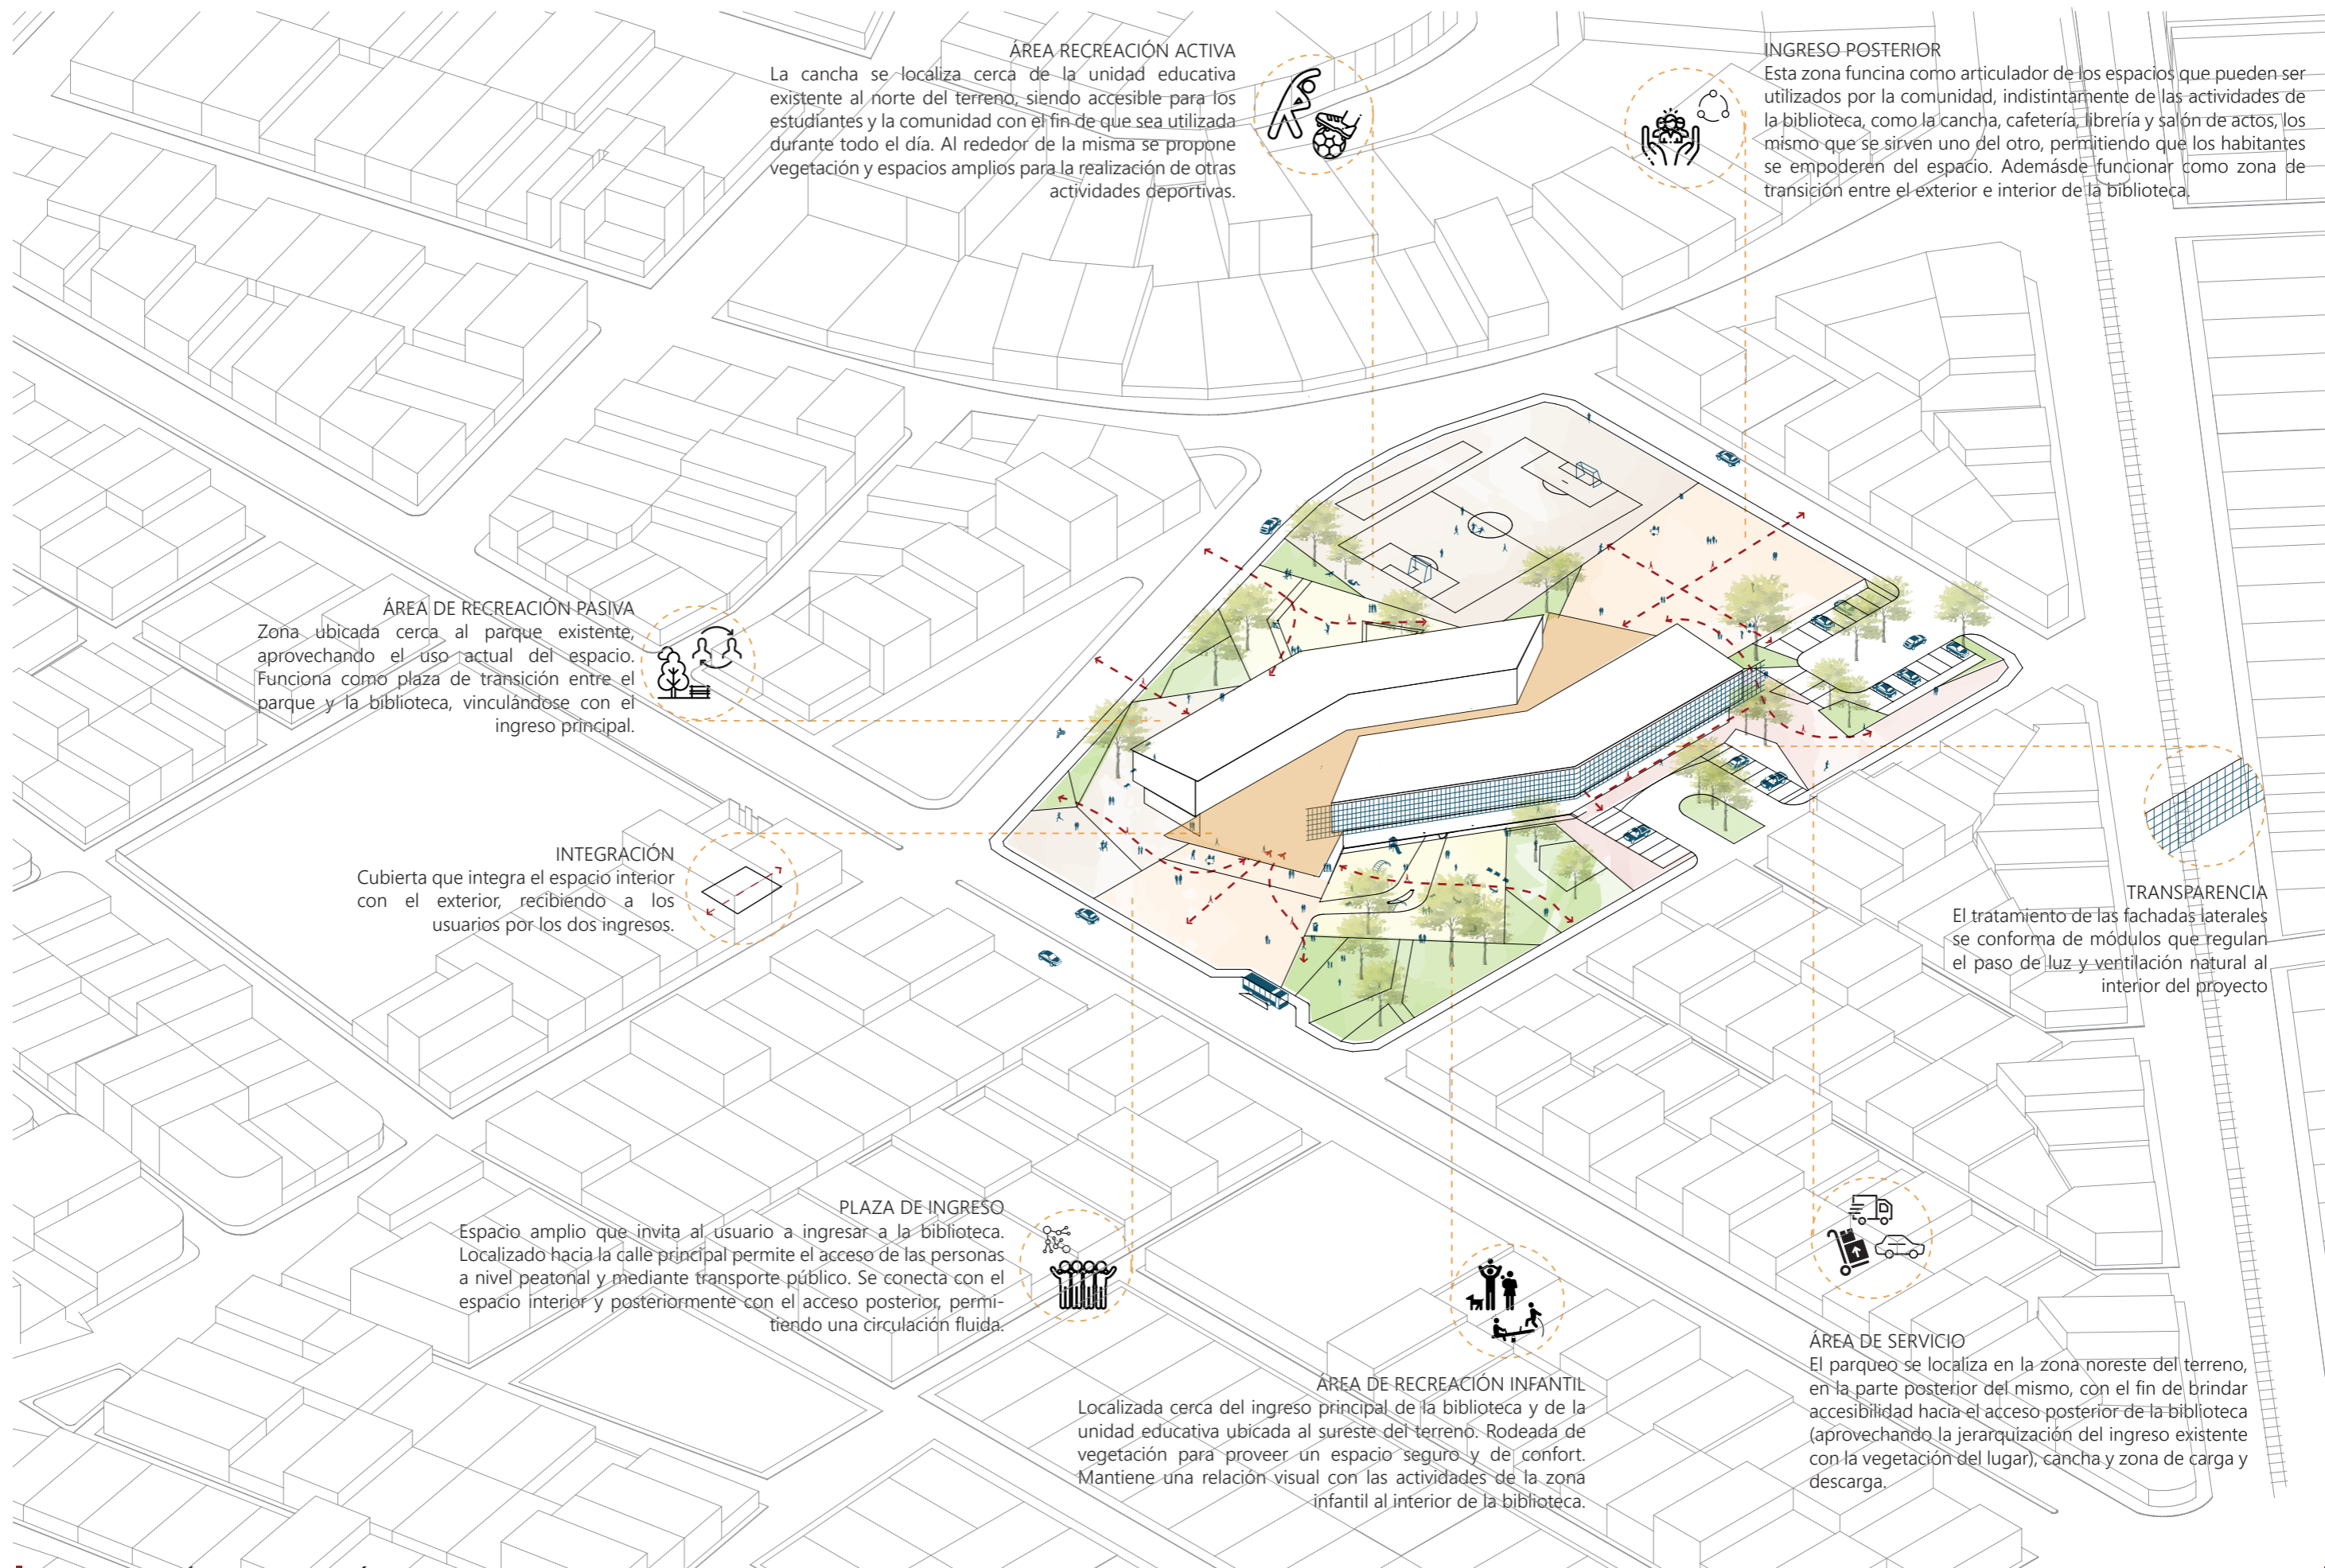 ÁREA RECREACIÓN ACTIVA
La cancha se localiza cerca de la unidad educativa
existente al norte del terreno, siendo accesible para los
estudiantes y la comunidad con el fin de que sea utilizada
durante todo el día. Al rededor de la misma se propone
vegetación y espacios amplios para la realización de otras
actividades deportivas.
INGRESO POSTERIOR
Esta zona funcina como articulador de los espacios que pueden ser
utilizados por la comunidad, indistintamente de las actividades de
la biblioteca, como la cancha, cafetería, librería y salón de actos, los
mismo que se sirven uno del otro, permitiendo que los habitantes
se empoderen del espacio. Ademásde funcionar como zona de
transición entre el exterior e interior de la biblioteca.
ÁREA DE RECREACIÓN PASIVA
Zona ubicada cerca al parque existente,
aprovechando el uso actual del espacio.
Funciona como plaza de transición entre el
parque y la biblioteca, vinculándose con el
ingreso principal.
INTEGRACIÓN
Cubierta que integra el espacio interior
con el exterior, recibiendo a los
usuarios por los dos ingresos.
TRANSPARENCIA
El tratamiento de las fachadas laterales
se conforma de módulos que regulan
el paso de luz y ventilación natural al
interior del proyecto
PLAZA DE INGRESO
Espacio amplio que invita al usuario a ingresar a la biblioteca.
Localizado hacia la calle principal permite el acceso de las personas
a nivel peatonal y mediante transporte público. Se conecta con el
espacio interior y posteriormente con el acceso posterior, permi-
tiendo una circulación fluida.
ÁREA DE RECREACIÓN INFANTIL
Localizada cerca del ingreso principal de la biblioteca y de la
unidad educativa ubicada al sureste del terreno. Rodeada de
vegetación para proveer un espacio seguro y de confort.
Mantiene una relación visual con las actividades de la zona
infantil al interior de la biblioteca.
ÁREA DE SERVICIO
El parqueo se localiza en la zona noreste del terreno,
en la parte posterior del mismo, con el fin de brindar
accesibilidad hacia el acceso posterior de la biblioteca
(aprovechando la jerarquización del ingreso existente
con la vegetación del lugar), cancha y zona de carga y
descarga.